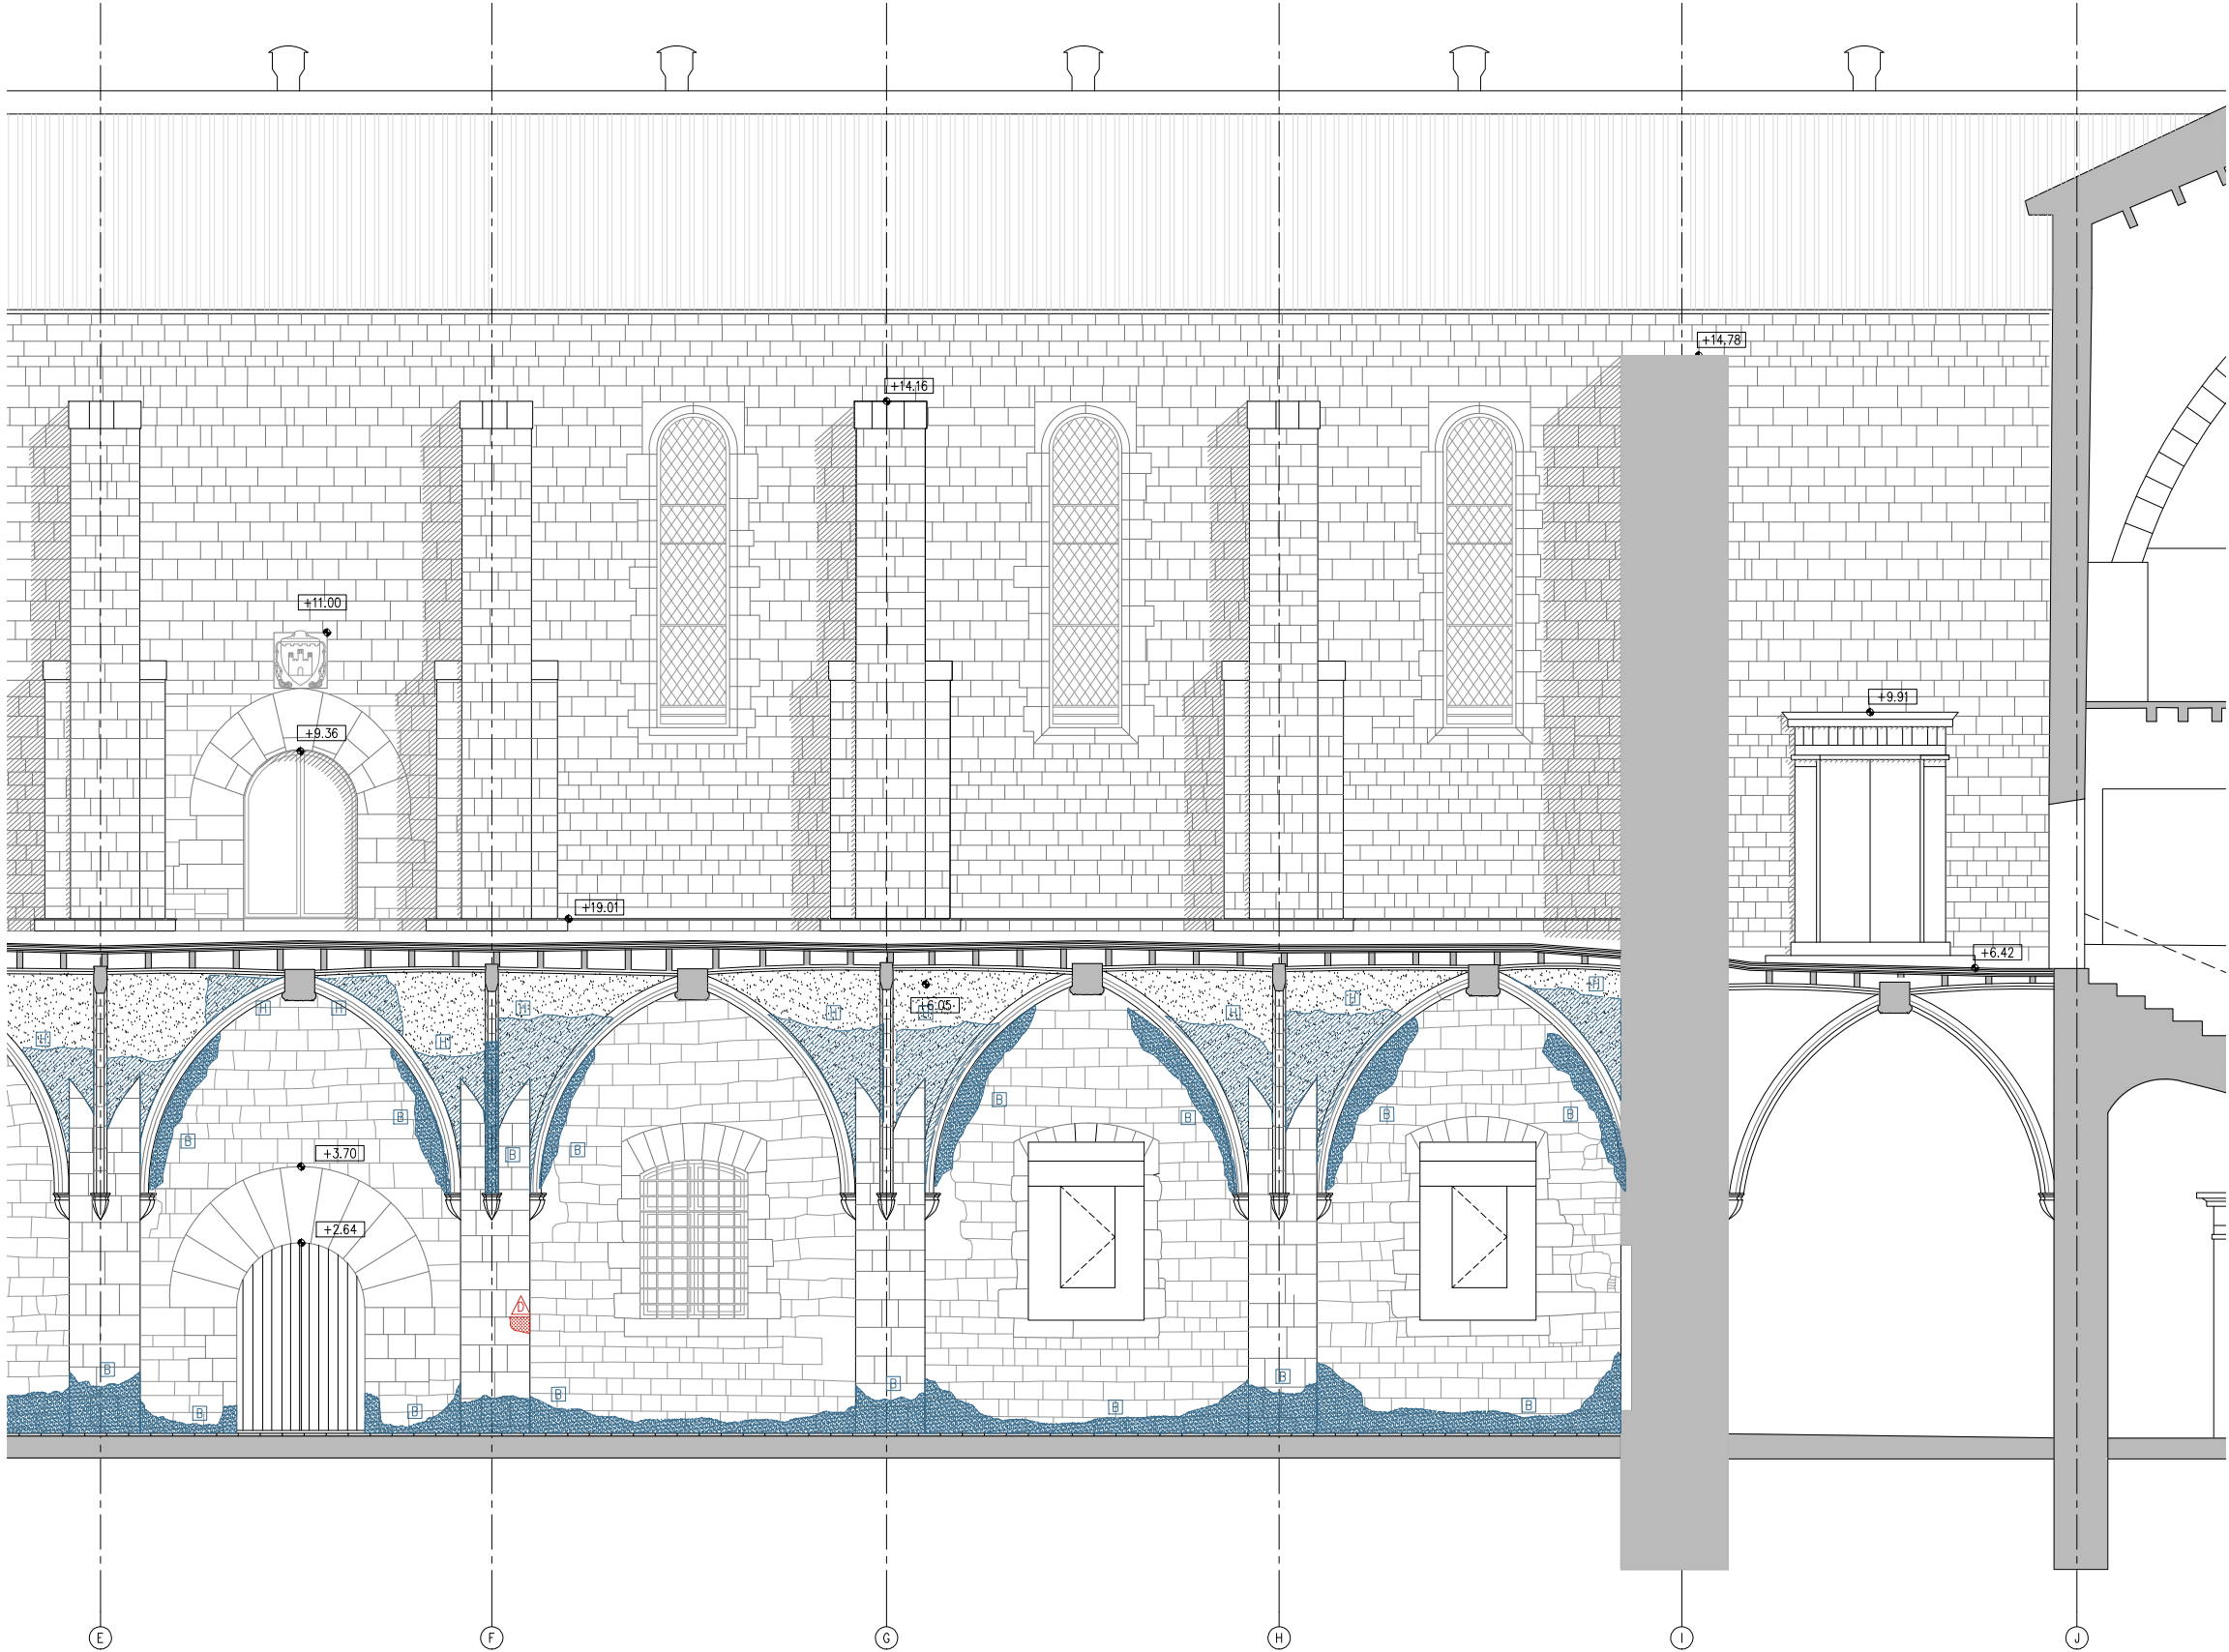 +14.78
+14.16
+11.00
+9.91
+9.36
+19.01
+6.42
H H H H H H H
+6.05
H H H
B B B B
B B B B
+3.70
+2.64
D
B B B B B
B B B B
E F G H I J